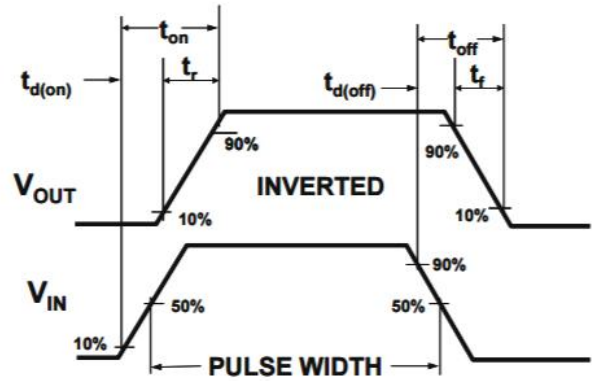 t_on t_off
t_d(on) t_r t_d(off) t_f
90% 90%
V_OUT INVERTED
10% 10%
90%
V_IN 50% 50%
10%
PULSE WIDTH